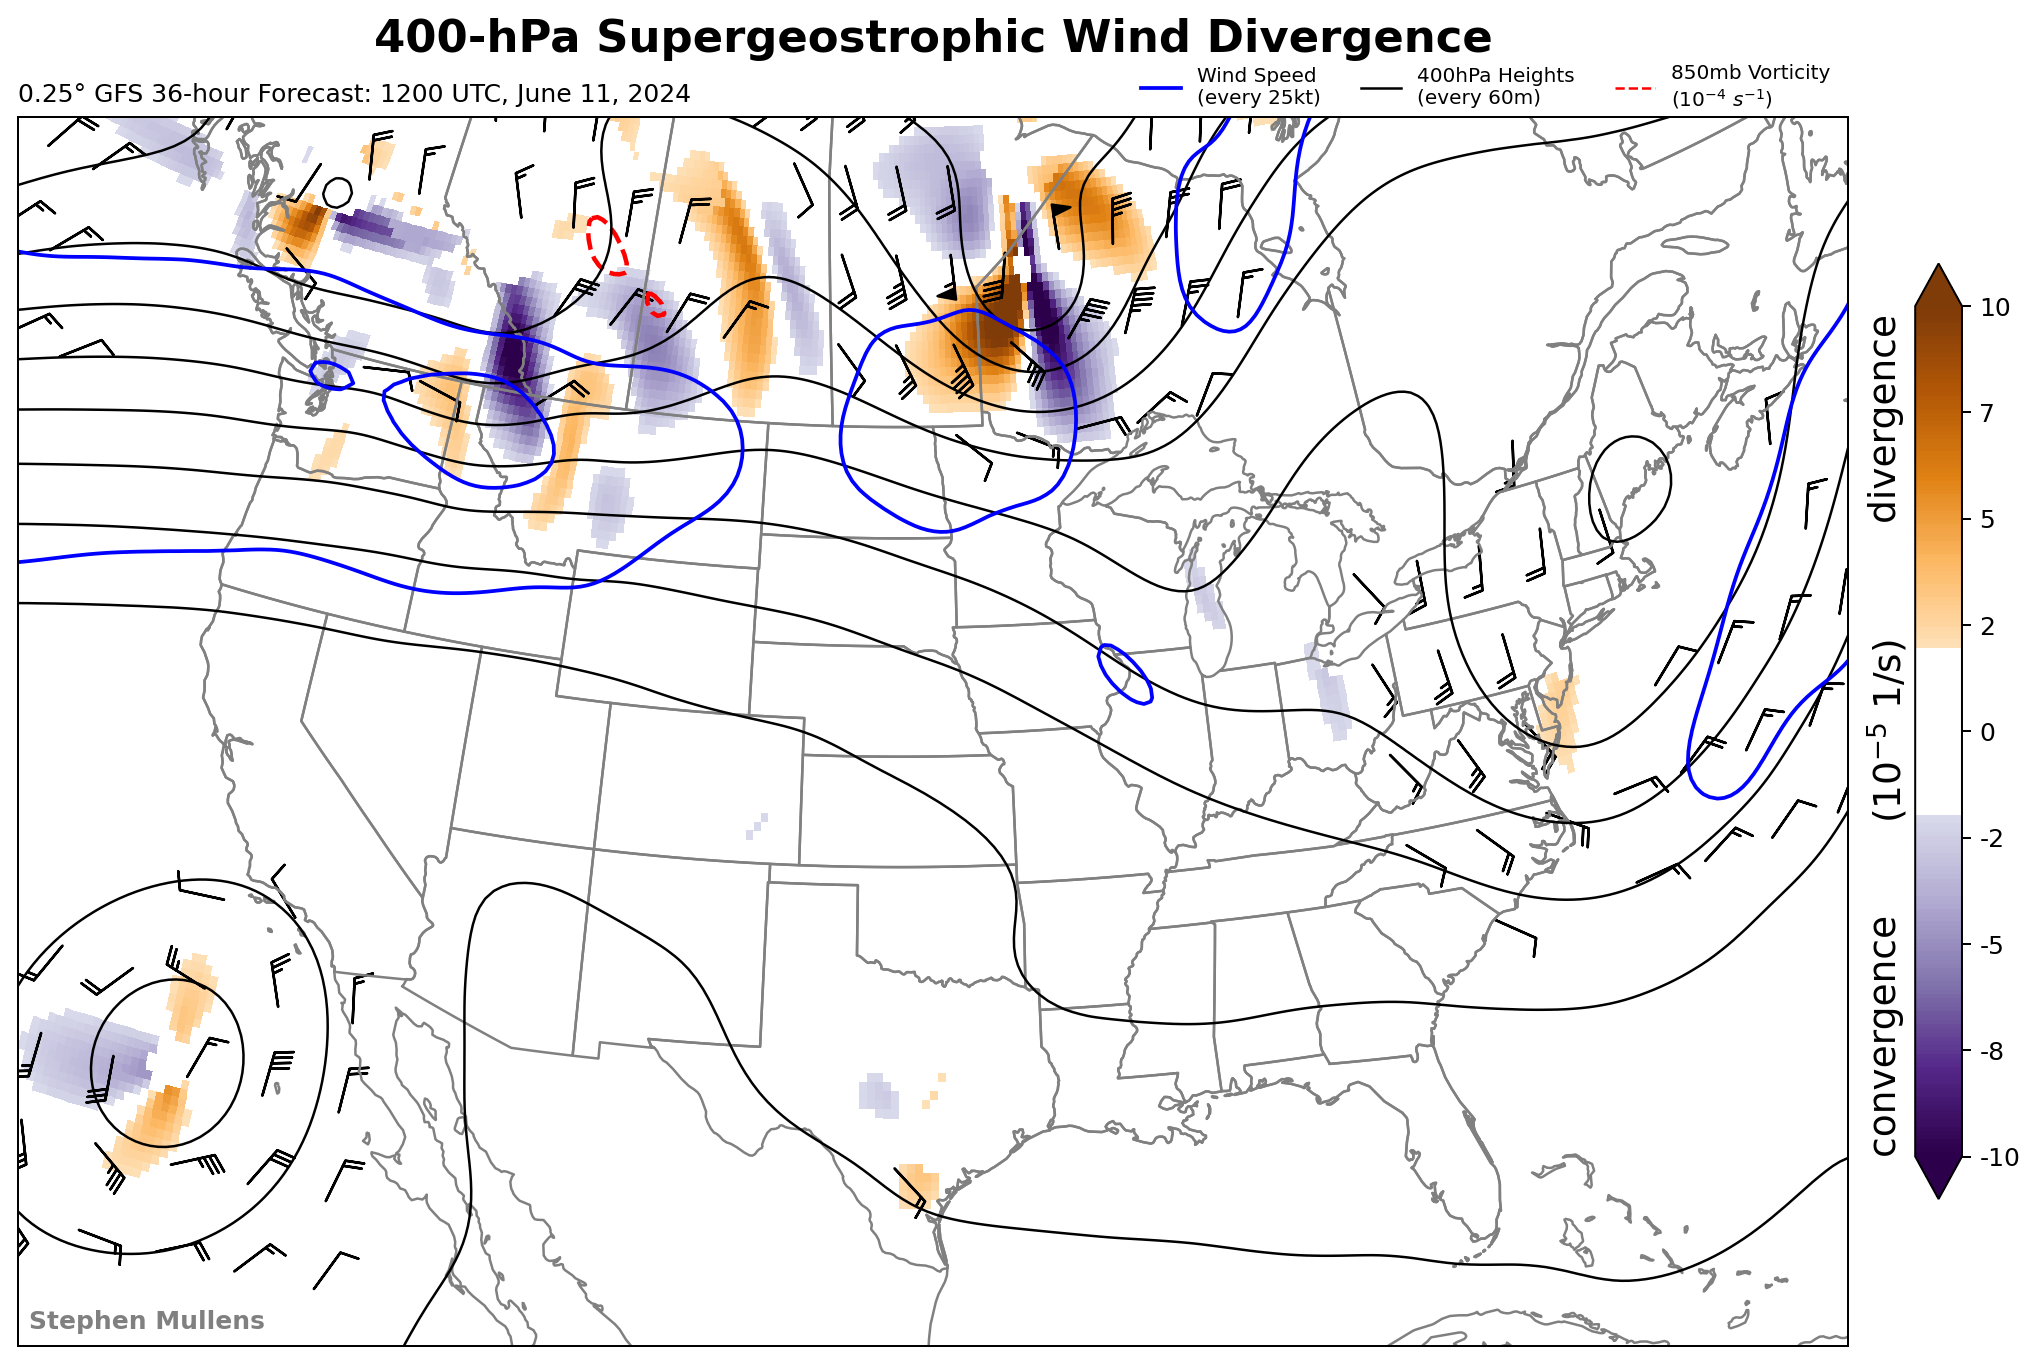 400-hPa Supergeostrophic Wind Divergence
0.25° GFS 36-hour Forecast: 1200 UTC, June 11, 2024
Wind Speed
(every 25kt)
400hPa Heights
(every 60m)
850mb Vorticity
(10⁻⁴ s⁻¹)
10
7
5
2
0
-2
-5
-8
-10
convergence (10⁻⁵ 1/s) divergence
Stephen Mullens